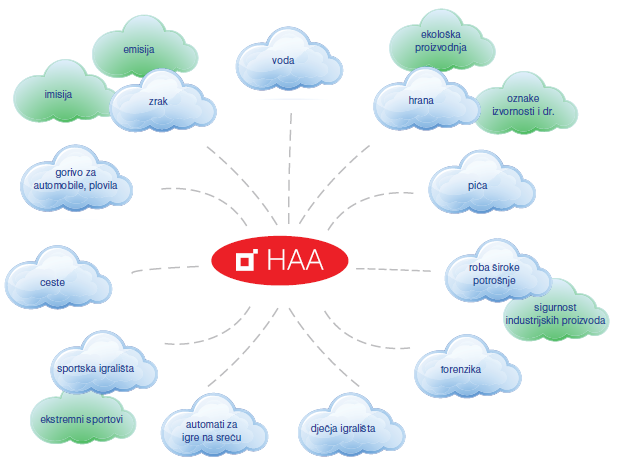 emisija
imisija
zrak
voda
ekološka
proizvodnja
hrana
oznake
izvornosti i dr.
gorivo za
automobile, plovila
pića
HAA
ceste
roba široke
potrošnje
sigurnost
industrijskih proizvoda
sportska igrališta
ekstremni sportovi
forenzika
automati za
igre na sreću
dječja igrališta